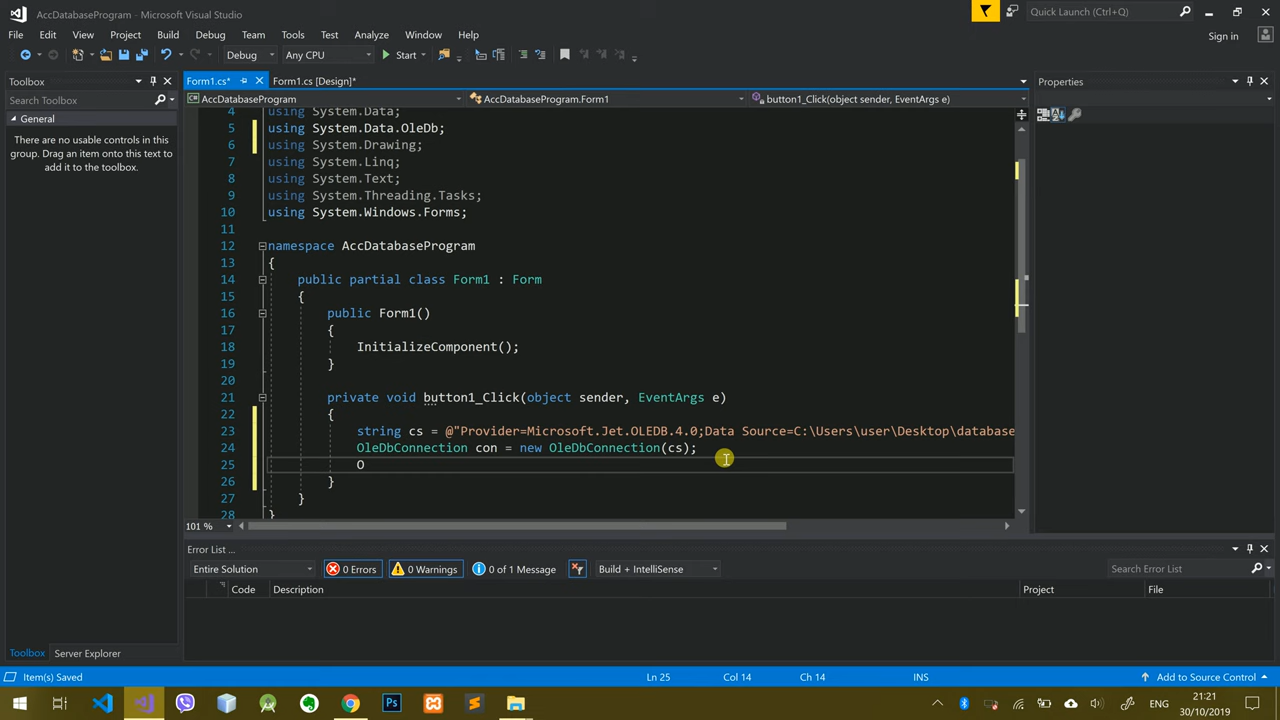 AccDatabaseProgram - Microsoft Visual Studio
Quick Launch (Ctrl+Q)
File Edit View Project Build Debug Team Tools Test Analyze Window Help
Sign in
Debug Any CPU Start
Toolbox
Form1.cs* Form1.cs [Design]*
Properties
Search Toolbox
AccDatabaseProgram AccDatabaseProgram.Form1 button1_Click(object sender, EventArgs e)
General
There are no usable controls in this
group. Drag an item onto this text to
add it to the toolbox.
4 using System.Data;
5 using System.Data.OleDb;
6 using System.Drawing;
7 using System.Linq;
8 using System.Text;
9 using System.Threading.Tasks;
10 using System.Windows.Forms;
11
12 namespace AccDatabaseProgram
13 {
14 public partial class Form1 : Form
15 {
16 public Form1()
17 {
18 InitializeComponent();
19 }
20
21 private void button1_Click(object sender, EventArgs e)
22 {
23 string cs = @"Provider=Microsoft.Jet.OLEDB.4.0;Data Source=C:\Users\user\Desktop\database
24 OleDbConnection con = new OleDbConnection(cs);
25 O
26 }
27 }
28 }
101 %
Error List ...
Entire Solution 0 Errors 0 Warnings 0 of 1 Message Build + IntelliSense Search Error List
Code Description Project File
Toolbox Server Explorer
Item(s) Saved Ln 25 Col 14 Ch 14 INS Add to Source Control
Ps
ENG
21:21
30/10/2019
2